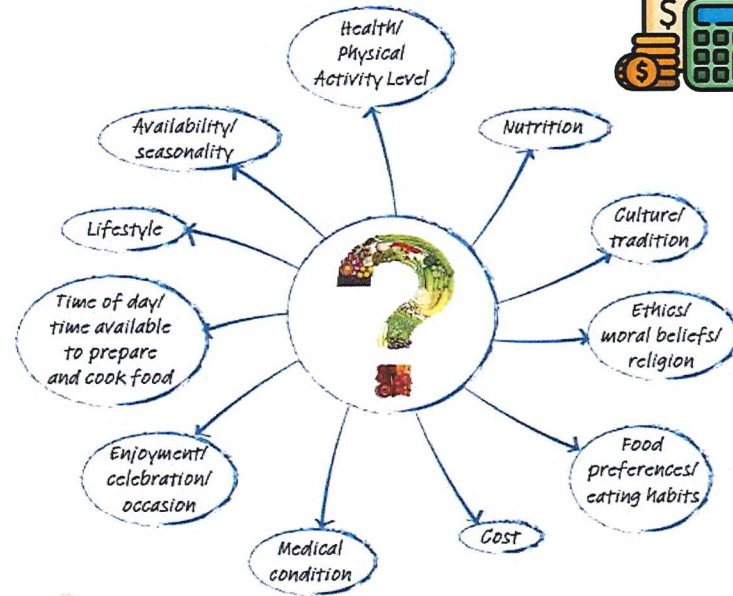 Health/
Physical
Activity Level
Nutrition
Culture/
tradition
Ethics/
moral beliefs/
religion
Food
preferences/
eating habits
Cost
Medical
condition
Enjoyment/
celebration/
occasion
Time of day/
time available
to prepare
and cook food
Lifestyle
Availability/
seasonality
$
$